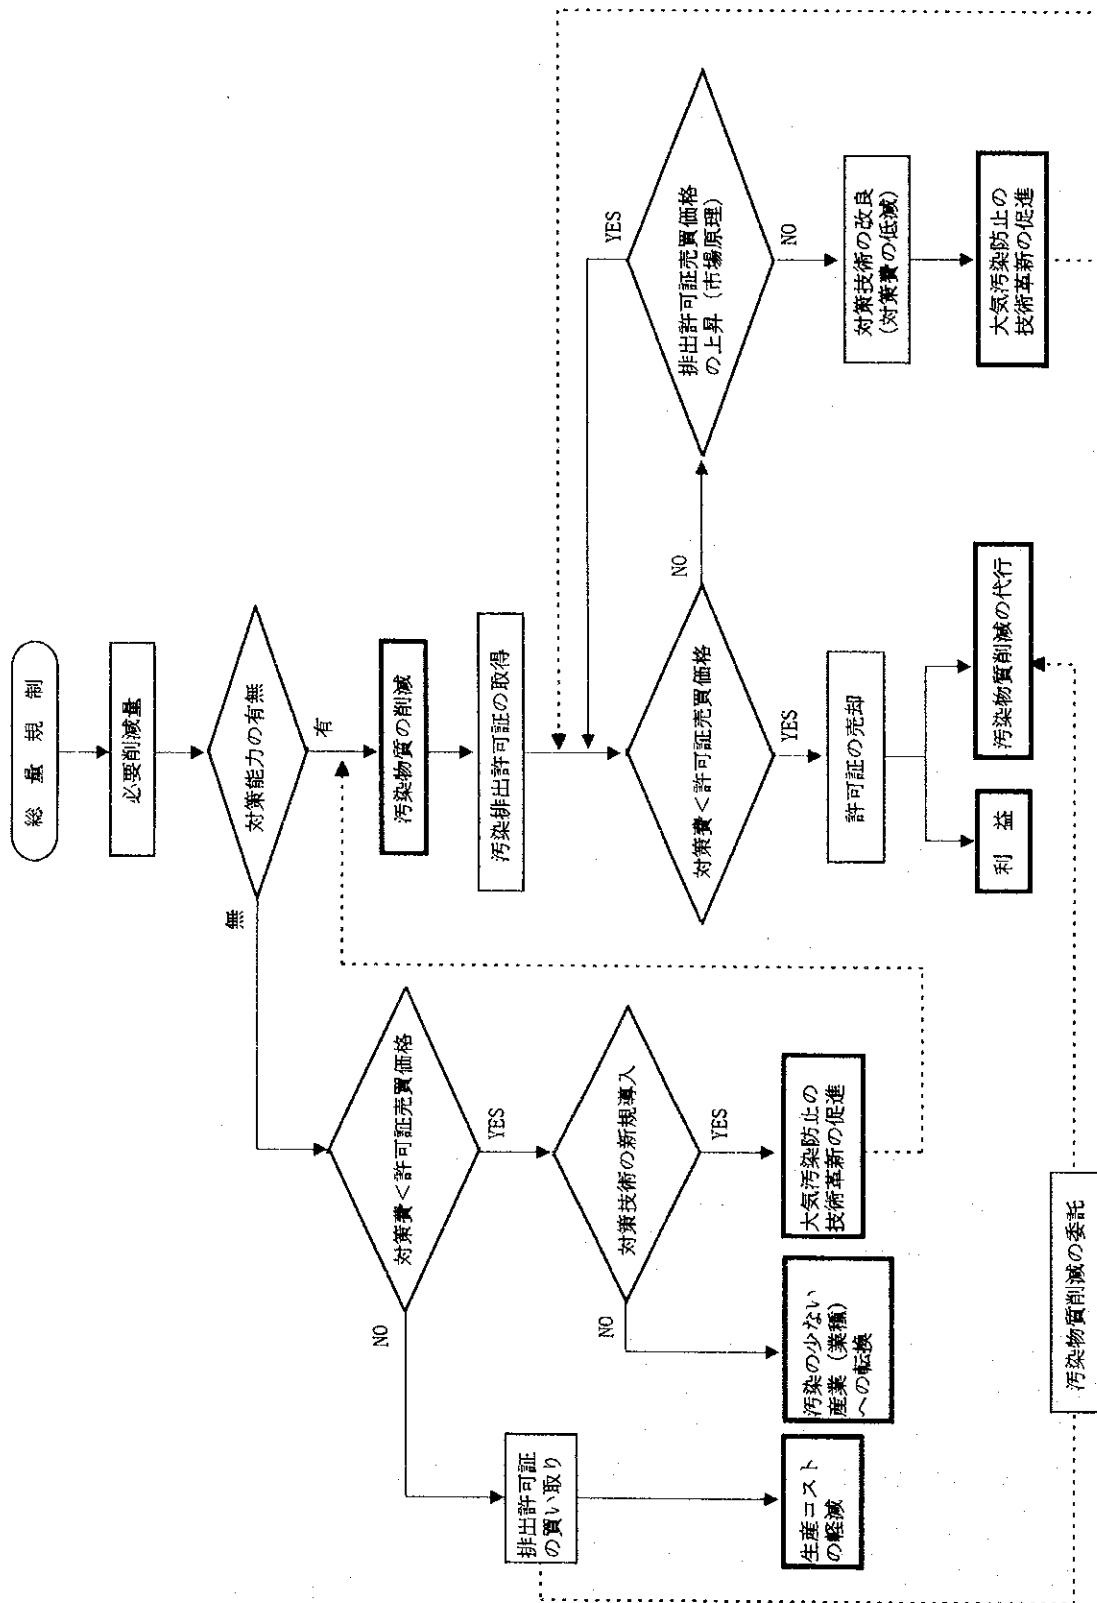 総量規制
必要削減量
対策能力の有無
無
有
対策費＜許可証売買価格
NO
YES
排出許可証
の買い取り
対策技術の新規導入
NO
YES
生産コスト
の軽減
汚染の少ない
産業（業種）
への転換
大気汚染防止の
技術革新の促進
汚染物質の削減
汚染排出許可証の取得
対策費＜許可証売買価格
YES
NO
許可証の売却
利益
汚染物質削減の代行
排出許可証売買価格
の上昇（市場原理）
YES
NO
対策技術の改良
（対策費の低減）
大気汚染防止の
技術革新の促進
汚染物質削減の委託